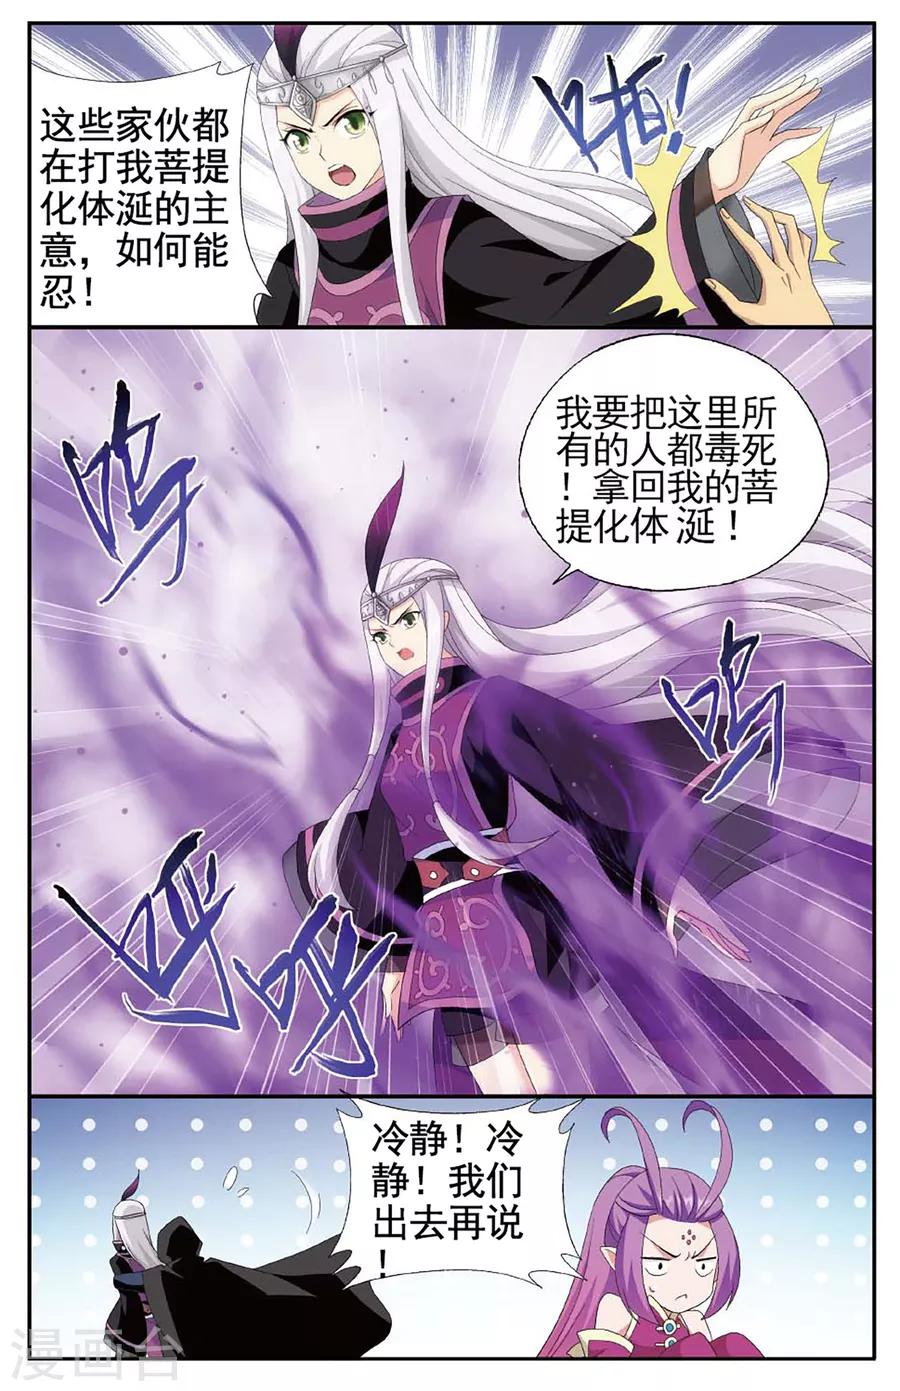 这些家伙都
在打我菩提
化体涎的主
意，如何能
忍！
啪！
我要把这里所
有的人都毒死
！拿回我的菩
提化体涎！
呜
呜
呼
呼
冷静！冷
静！我们
出去再说
！
漫画台